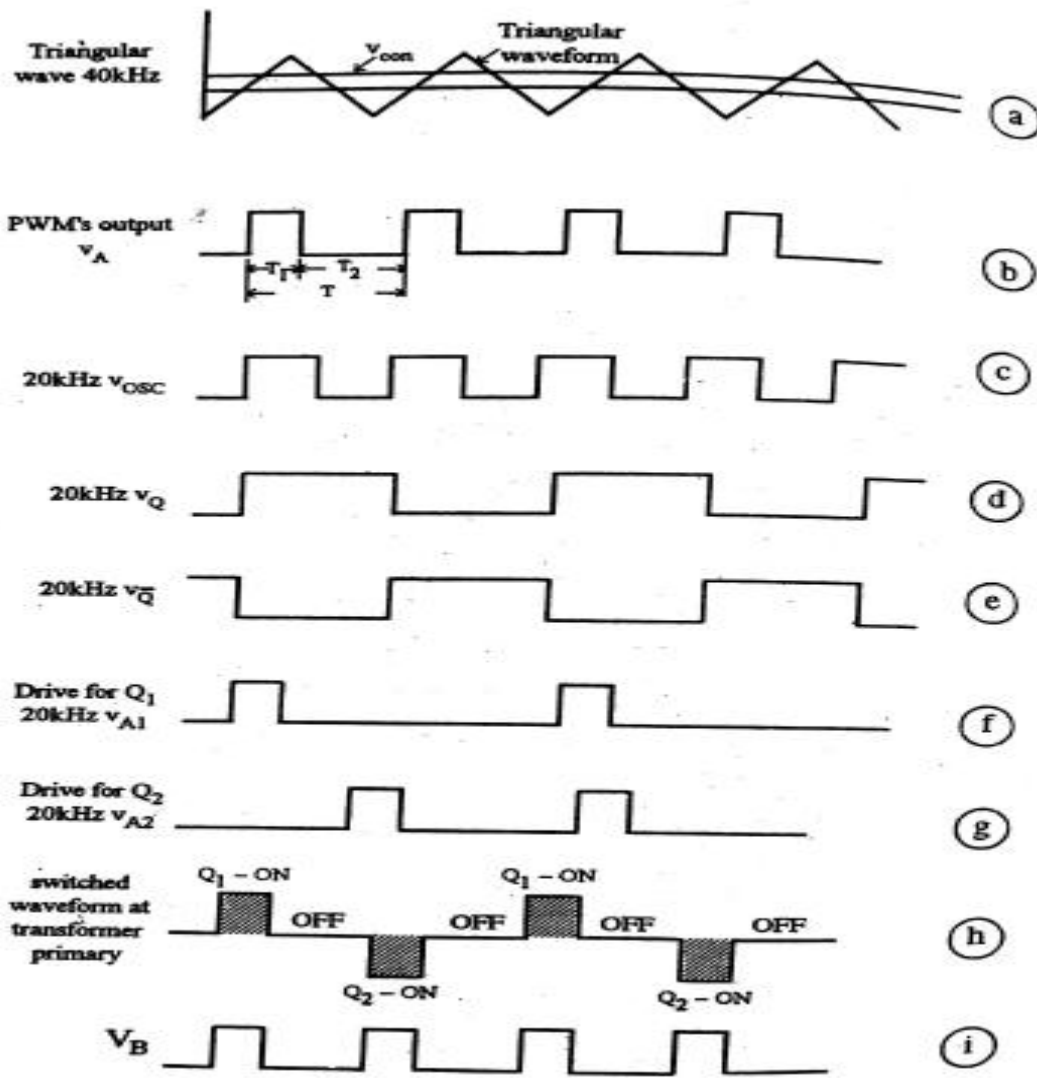 Triangular
wave 40kHz
v_con
Triangular
waveform
a
PWM's output
v_A
T_1
T_2
T
b
20kHz v_OSC
c
20kHz v_Q
d
20kHz v_Q̅
e
Drive for Q_1
20kHz v_A1
f
Drive for Q_2
20kHz v_A2
g
switched
waveform at
transformer
primary
Q_1 – ON
OFF
Q_2 – ON
OFF
Q_1 – ON
OFF
Q_2 – ON
OFF
h
V_B
i